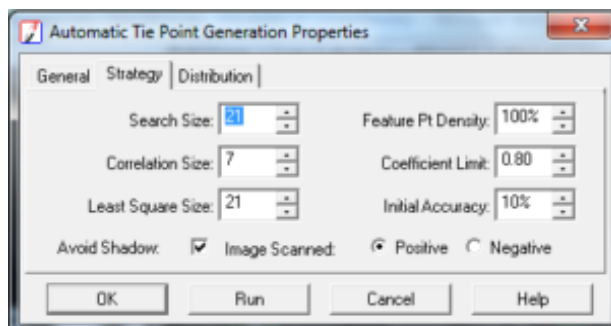 Automatic Tie Point Generation Properties
General Strategy Distribution
Search Size: 21 Feature Pt Density: 100%
Correlation Size: 7 Coefficient Limit: 0.80
Least Square Size: 21 Initial Accuracy: 10%
Avoid Shadow: Image Scanned: Positive Negative
OK Run Cancel Help